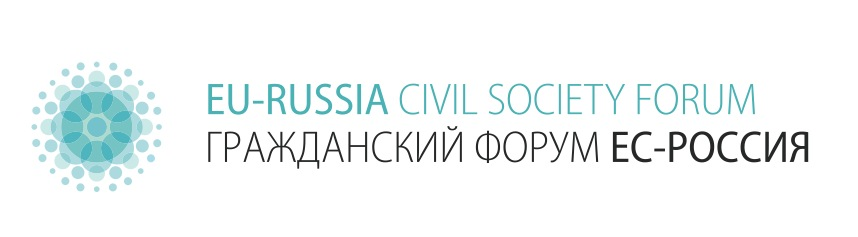 EU-RUSSIA CIVIL SOCIETY FORUM
ГРАЖДАНСКИЙ ФОРУМ ЕС-РОССИЯ